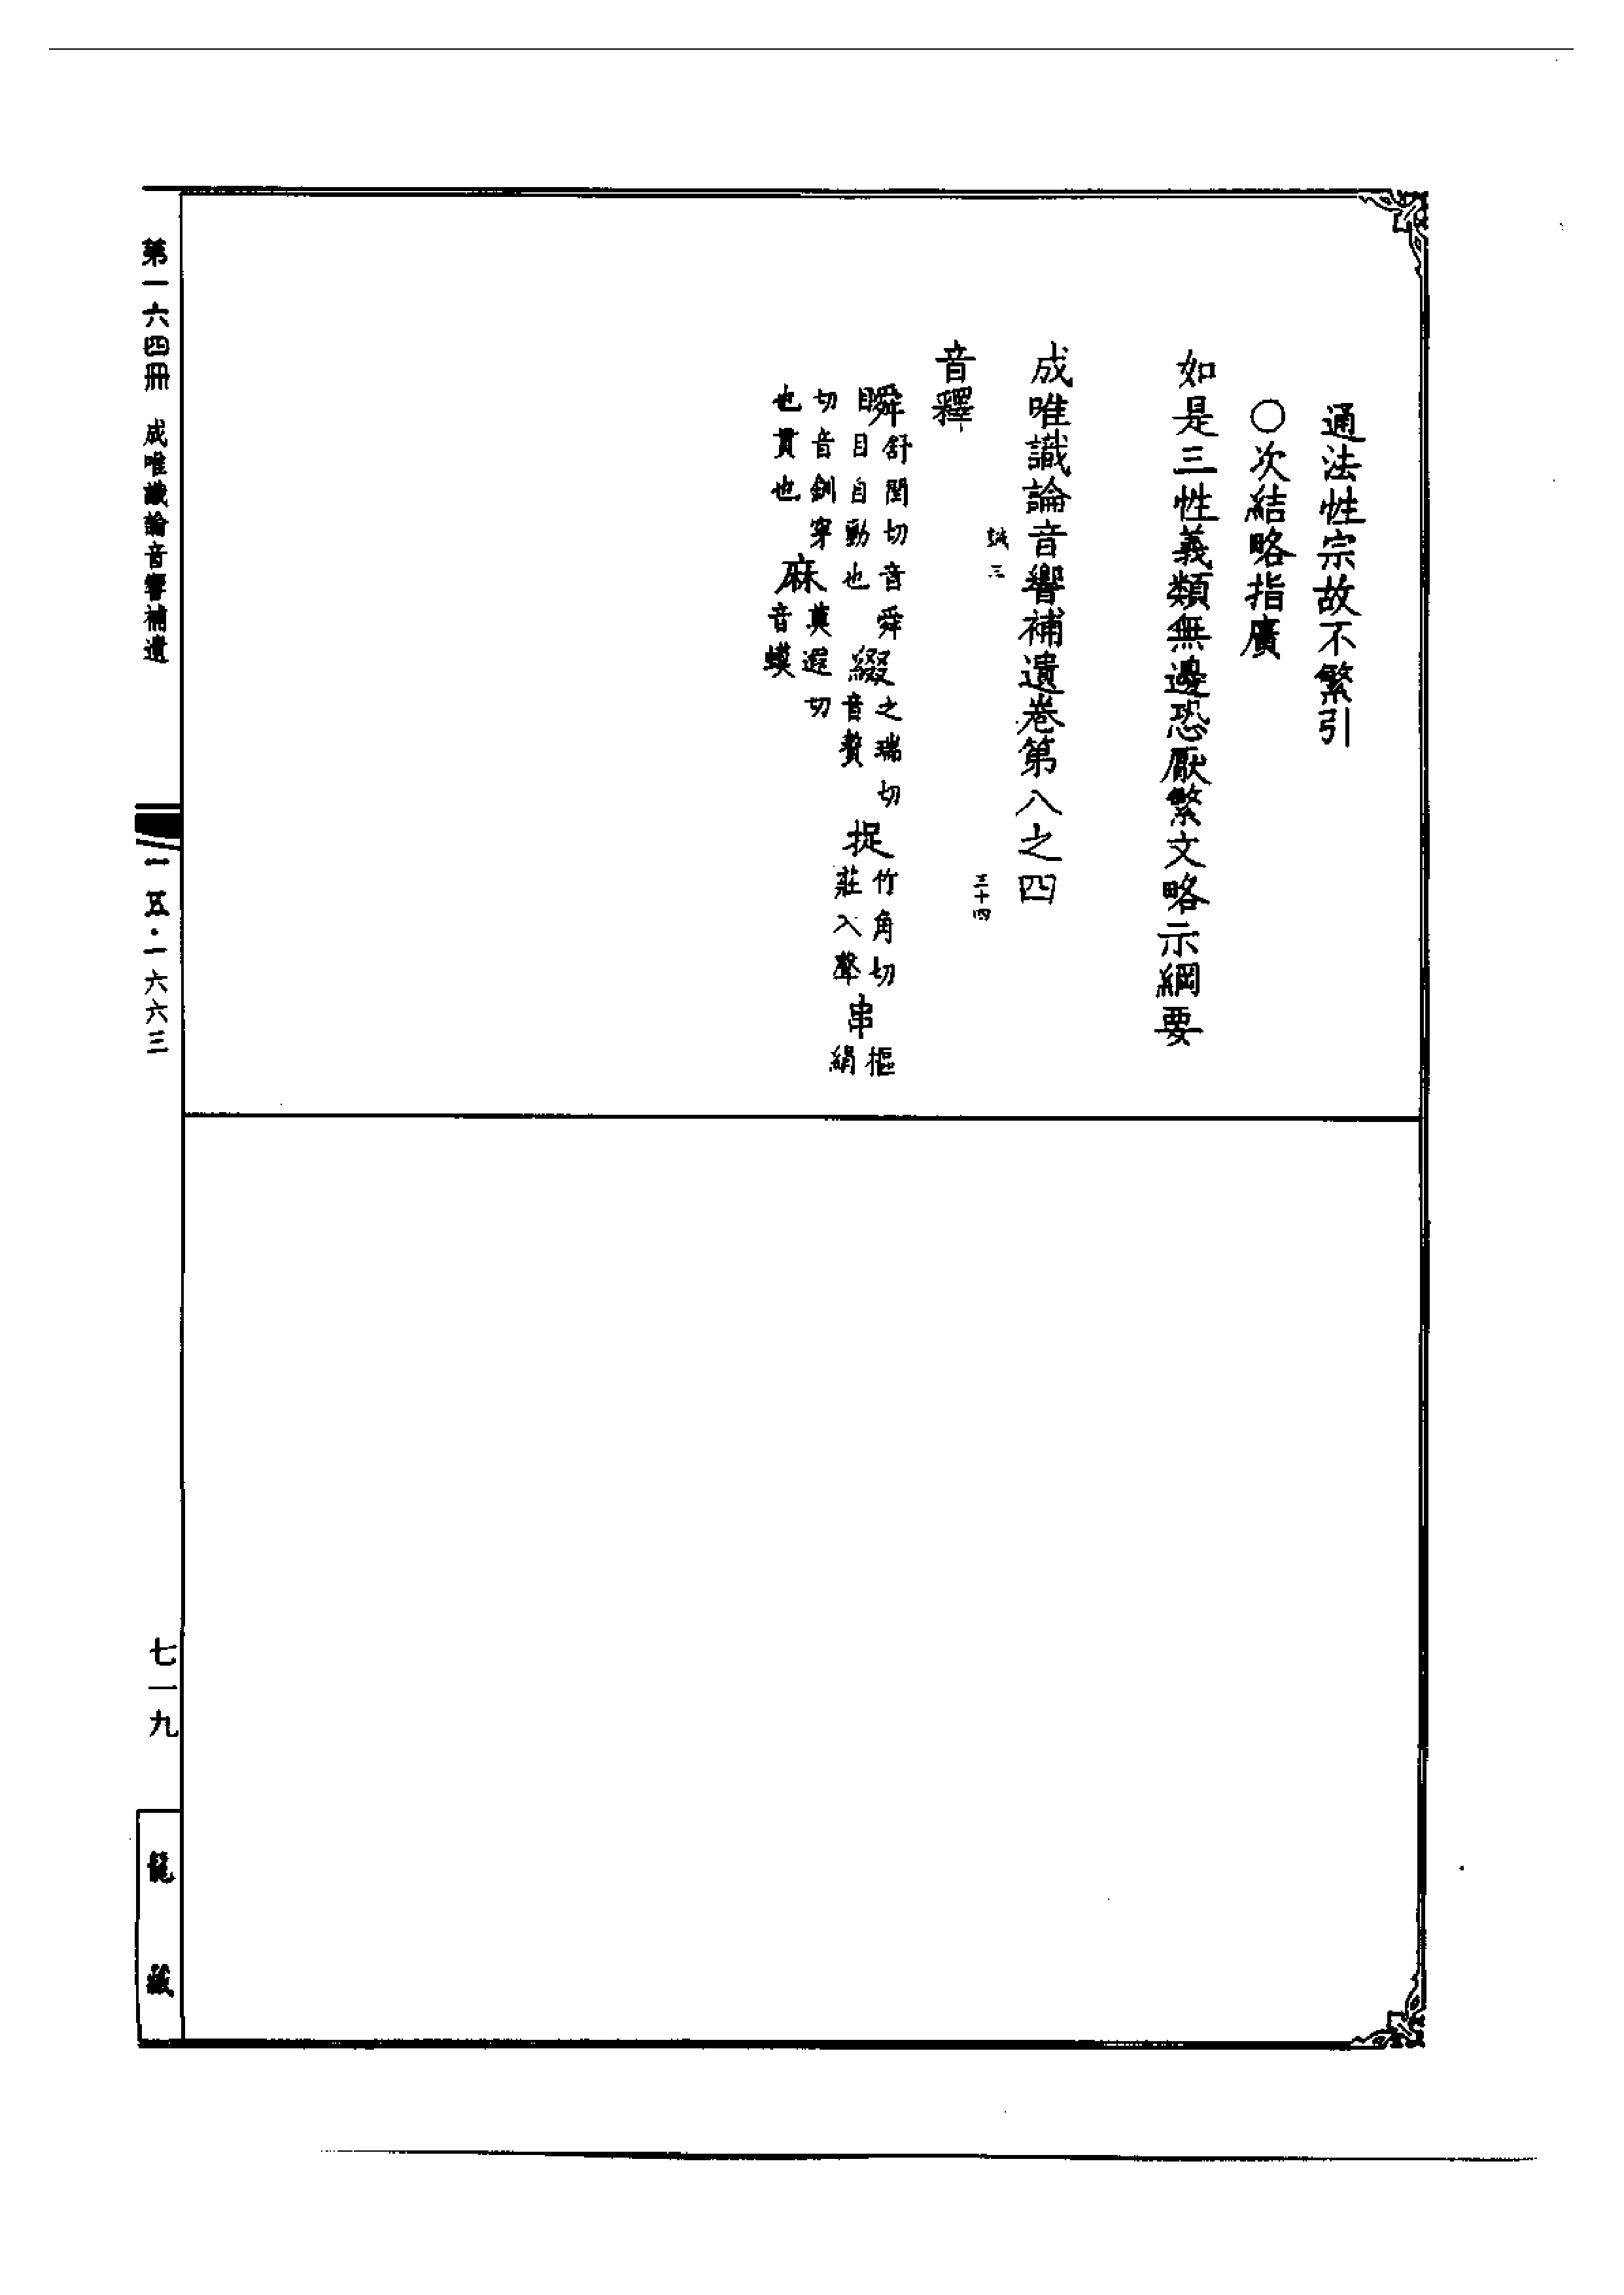 通法性宗故不繁引
○次結略指廣
如是三性義類無邊恐厭繁文略示綱要
成唯識論音響補遺卷第八之四
誠三
三十四
音釋
瞬 舒閏切音舜目自動也 綴 之瑞切音贅 捉 竹角切莊入聲 串 樞絹
切音釧穿也貫也 麻 莫遐切音蟆
第一六四冊 成唯識論音響補遺
一五·一六六三
七一九
龍藏